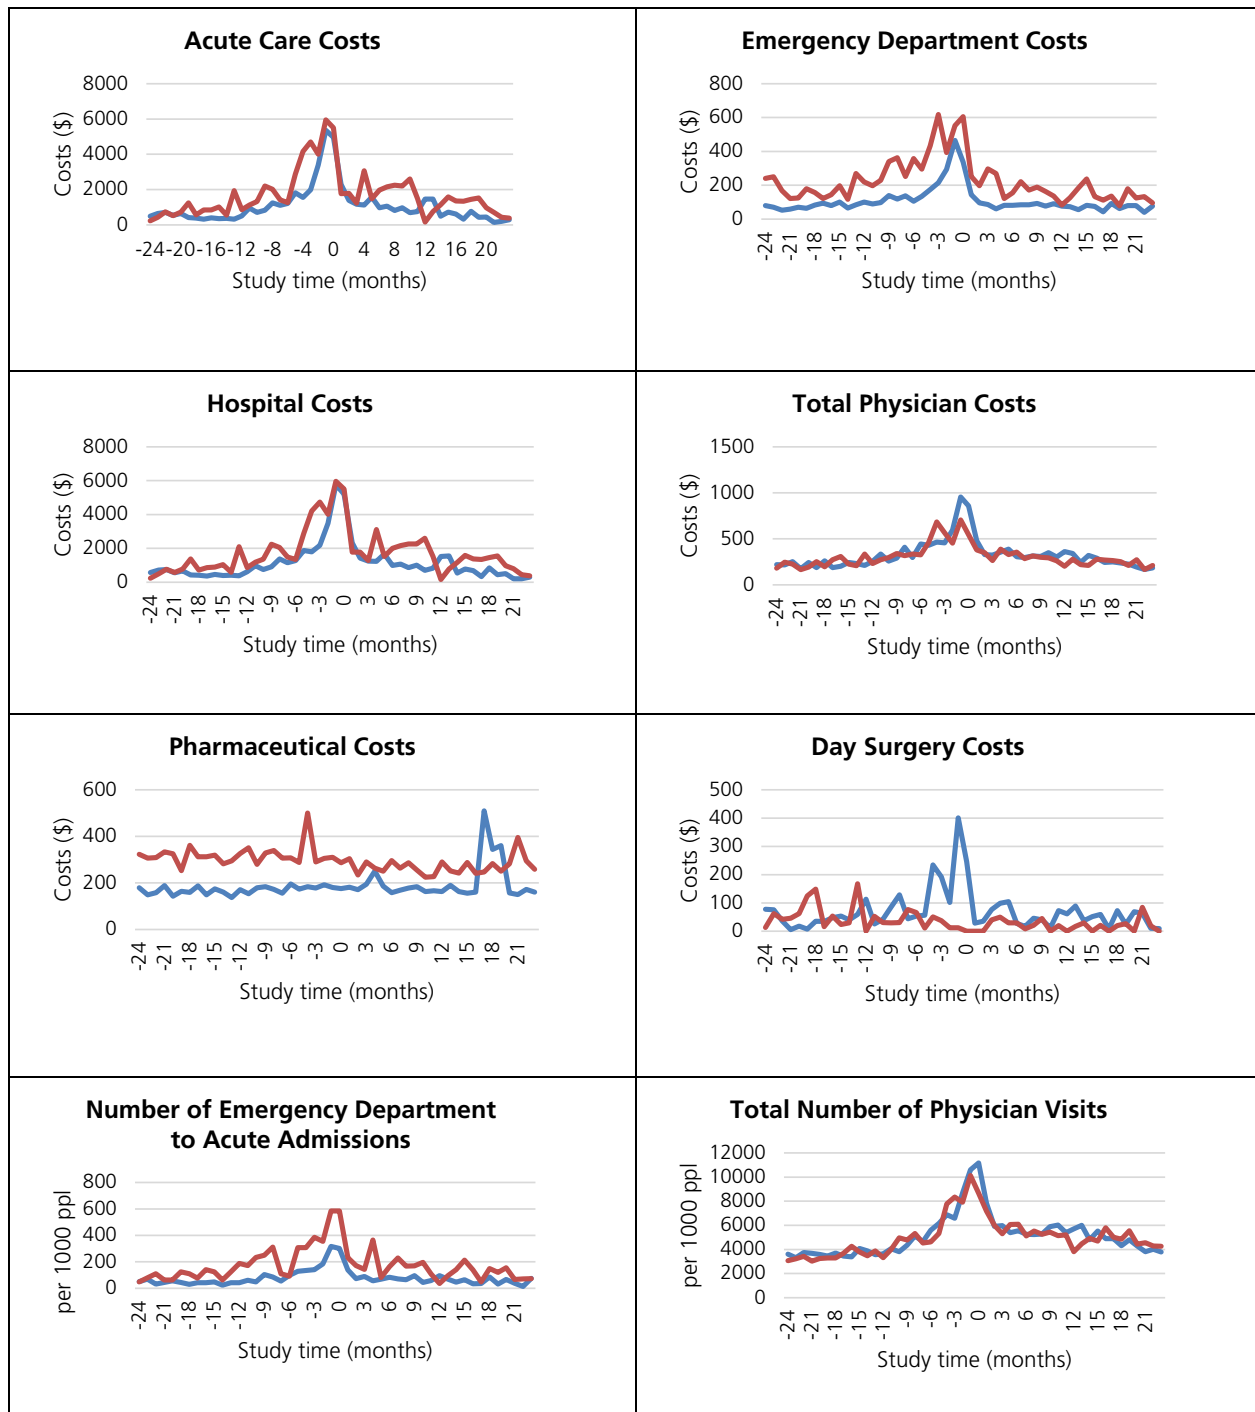 Acute Care Costs
8000
6000
4000
2000
0
Costs ($)
-24-20-16-12 -8 -4 0 4 8 12 16 20
Study time (months)
Emergency Department Costs
800
600
400
200
0
Costs ($)
-24 -21 -18 -15 -12 -9 -6 -3 0 3 6 9 12 15 18 21
Study time (months)
Hospital Costs
8000
6000
4000
2000
0
Costs ($)
-24 -21 -18 -15 -12 -9 -6 -3 0 3 6 9 12 15 18 21
Study time (months)
Total Physician Costs
1500
1000
500
0
Costs ($)
-24 -21 -18 -15 -12 -9 -6 -3 0 3 6 9 12 15 18 21
Study time (months)
Pharmaceutical Costs
600
400
200
0
Costs ($)
-24 -21 -18 -15 -12 -9 -6 -3 0 3 6 9 12 15 18 21
Study time (months)
Day Surgery Costs
500
400
300
200
100
0
Costs ($)
-24 -21 -18 -15 -12 -9 -6 -3 0 3 6 9 12 15 18 21
Study time (months)
Number of Emergency Department
to Acute Admissions
800
600
400
200
0
per 1000 ppl
-24 -21 -18 -15 -12 -9 -6 -3 0 3 6 9 12 15 18 21
Study time (months)
Total Number of Physician Visits
12000
10000
8000
6000
4000
2000
0
per 1000 ppl
-24 -21 -18 -15 -12 -9 -6 -3 0 3 6 9 12 15 18 21
Study time (months)